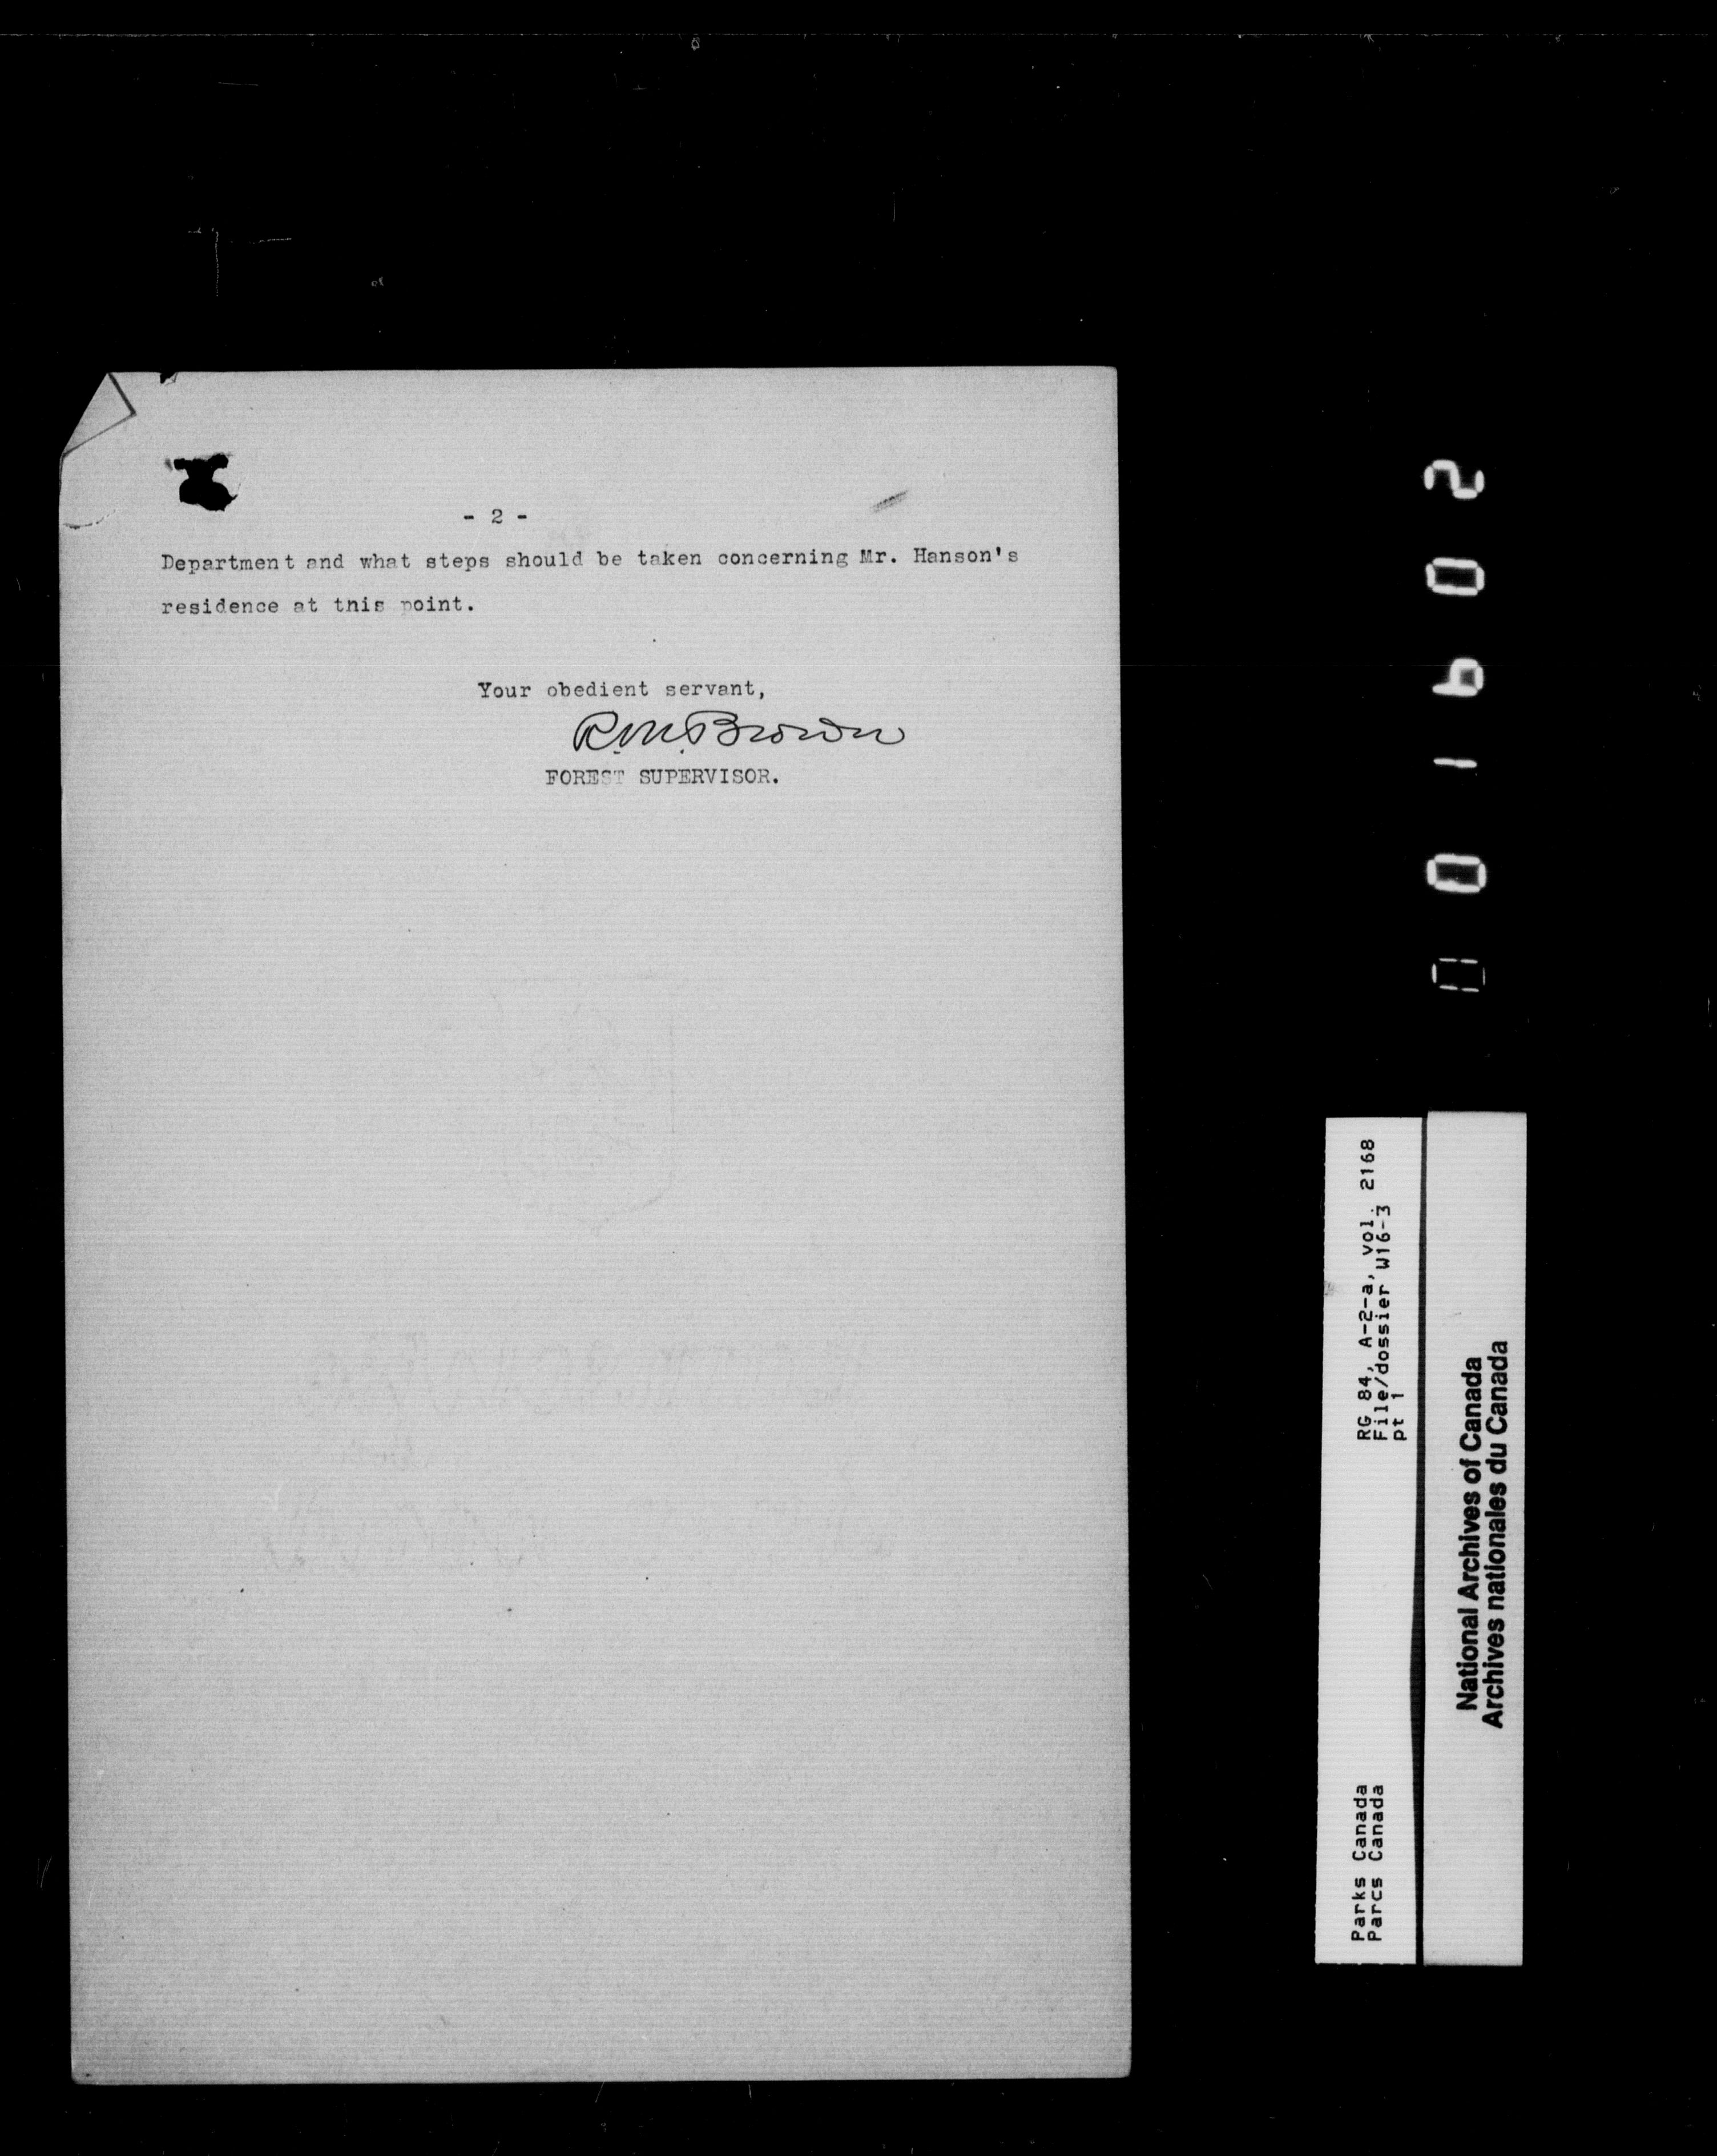 - 2 -
Department and what steps should be taken concerning Mr. Hanson's
residence at this point.
Your obedient servant,
R.M. Brown
FOREST SUPERVISOR.
001602
RG 84, A-2-a, vol. 2168
File/dossier W16-3
pt 1
Parks Canada
Parcs Canada
National Archives of Canada
Archives nationales du Canada